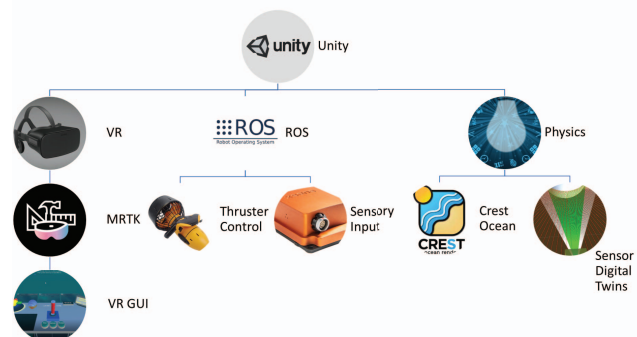 unity Unity
VR
ROS ROS
Robot Operating System
Physics
MRTK
Thruster
Control
Sensory
Input
CREST
ocean render
Crest
Ocean
Sensor
Digital
Twins
VR GUI